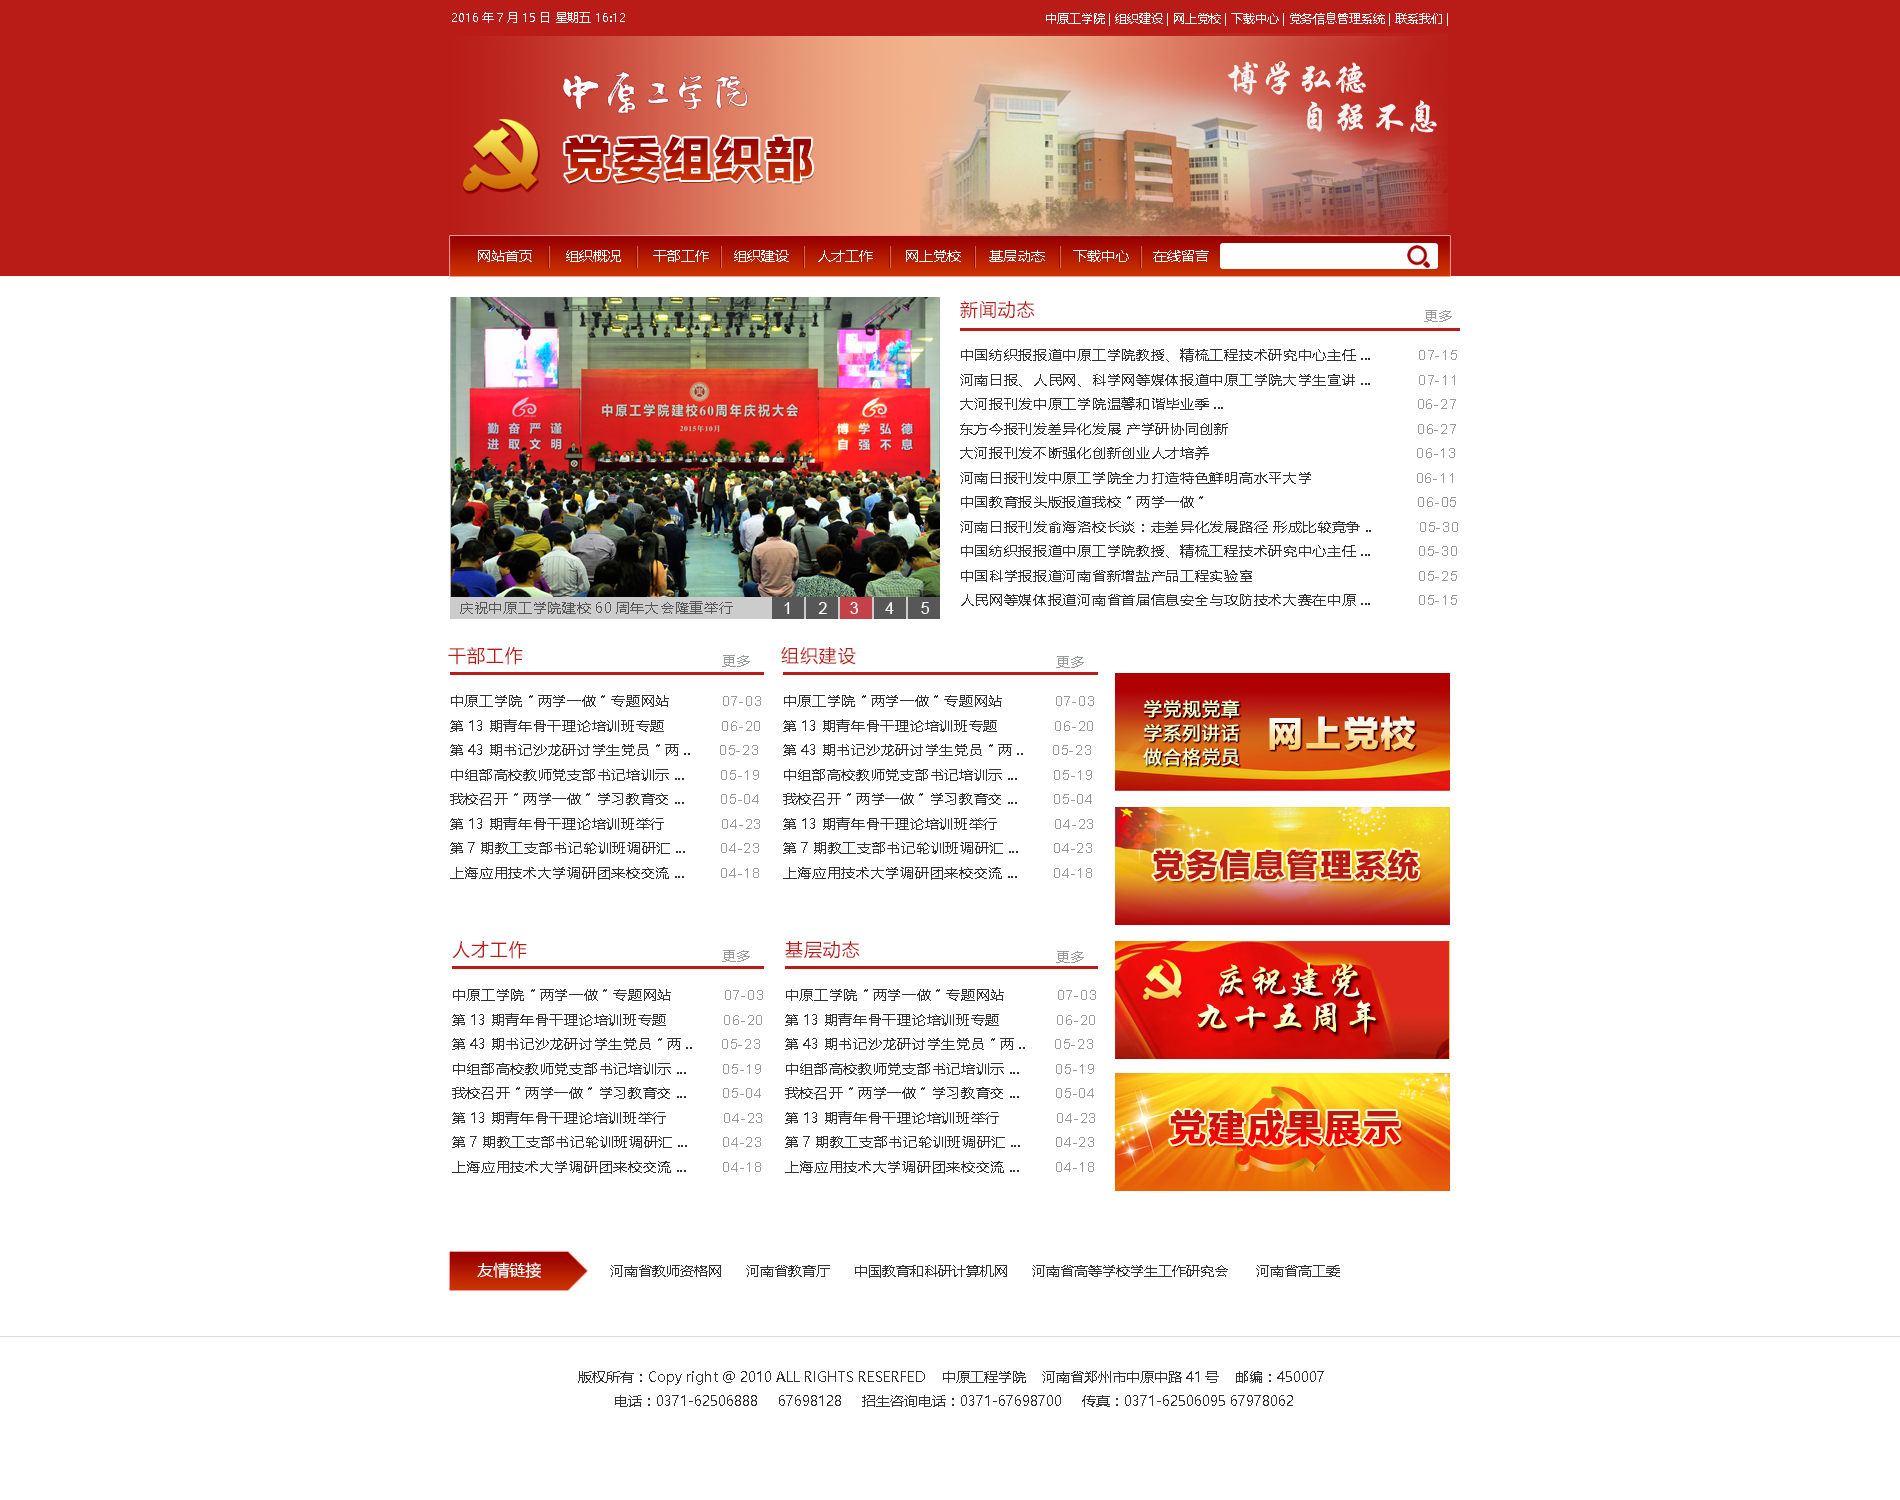 2016 年 7 月 15 日 星期五 16:12
中原工学院 | 组织建设 | 网上党校 | 下载中心 | 党务信息管理系统 | 联系我们 |
中原工学院
党委组织部
博学弘德
自强不息
网站首页 组织概况 干部工作 组织建设 人才工作 网上党校 基层动态 下载中心 在线留言
中原工学院建校60周年庆祝大会
2015年10月
勤奋严谨
进取文明
博学弘德
自强不息
庆祝中原工学院建校 60 周年大会隆重举行 1 2 3 4 5
新闻动态 更多
中国纺织报报道中原工学院教授、精梳工程技术研究中心主任 ... 07-15
河南日报、人民网、科学网等媒体报道中原工学院大学生宣讲 ... 07-11
大河报刊发中原工学院温馨和谐毕业季 ... 06-27
东方今报刊发差异化发展 产学研协同创新 06-27
大河报刊发不断强化创新创业人才培养 06-13
河南日报刊发中原工学院全力打造特色鲜明高水平大学 06-11
中国教育报头版报道我校 " 两学一做 " 06-05
河南日报刊发俞海洛校长谈：走差异化发展路径 形成比较竞争 .. 05-30
中国纺织报报道中原工学院教授、精梳工程技术研究中心主任 ... 05-30
中国科学报报道河南省新增盐产品工程实验室 05-25
人民网等媒体报道河南省首届信息安全与攻防技术大赛在中原 ... 05-15
干部工作 更多
中原工学院 " 两学一做 " 专题网站 07-03
第 13 期青年骨干理论培训班专题 06-20
第 43 期书记沙龙研讨学生党员 " 两 .. 05-23
中组部高校教师党支部书记培训示 ... 05-19
我校召开 " 两学一做 " 学习教育交 ... 05-04
第 13 期青年骨干理论培训班举行 04-23
第 7 期教工支部书记轮训班调研汇 ... 04-23
上海应用技术大学调研团来校交流 ... 04-18
组织建设 更多
中原工学院 " 两学一做 " 专题网站 07-03
第 13 期青年骨干理论培训班专题 06-20
第 43 期书记沙龙研讨学生党员 " 两 .. 05-23
中组部高校教师党支部书记培训示 ... 05-19
我校召开 " 两学一做 " 学习教育交 ... 05-04
第 13 期青年骨干理论培训班举行 04-23
第 7 期教工支部书记轮训班调研汇 ... 04-23
上海应用技术大学调研团来校交流 ... 04-18
学党规党章
学系列讲话
做合格党员
网上党校
党务信息管理系统
人才工作 更多
中原工学院 " 两学一做 " 专题网站 07-03
第 13 期青年骨干理论培训班专题 06-20
第 43 期书记沙龙研讨学生党员 " 两 .. 05-23
中组部高校教师党支部书记培训示 ... 05-19
我校召开 " 两学一做 " 学习教育交 ... 05-04
第 13 期青年骨干理论培训班举行 04-23
第 7 期教工支部书记轮训班调研汇 ... 04-23
上海应用技术大学调研团来校交流 ... 04-18
基层动态 更多
中原工学院 " 两学一做 " 专题网站 07-03
第 13 期青年骨干理论培训班专题 06-20
第 43 期书记沙龙研讨学生党员 " 两 .. 05-23
中组部高校教师党支部书记培训示 ... 05-19
我校召开 " 两学一做 " 学习教育交 ... 05-04
第 13 期青年骨干理论培训班举行 04-23
第 7 期教工支部书记轮训班调研汇 ... 04-23
上海应用技术大学调研团来校交流 ... 04-18
庆祝建党
九十五周年
党建成果展示
友情链接 河南省教师资格网 河南省教育厅 中国教育和科研计算机网 河南省高等学校学生工作研究会 河南省高工委
版权所有：Copy right @ 2010 ALL RIGHTS RESERFED 中原工程学院 河南省郑州市中原中路 41 号 邮编：450007
电话：0371-62506888 67698128 招生咨询电话：0371-67698700 传真：0371-62506095 67978062